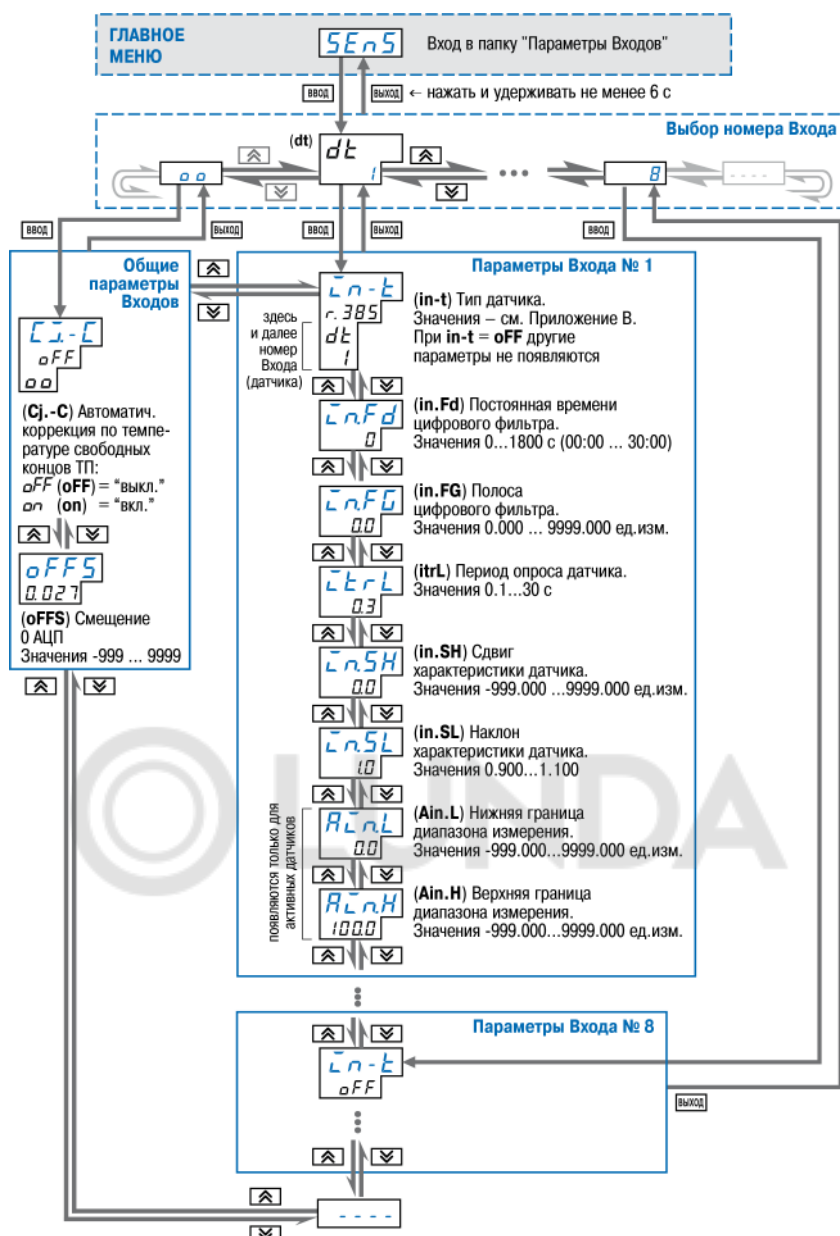 ГЛАВНОЕ
МЕНЮ
SEnS
Вход в папку "Параметры Входов"
ВВОД
ВЫХОД
← нажать и удерживать не менее 6 с
Выбор номера Входа
(dt)
dt
1
oo
...
8
- - - -
ВВОД
ВЫХОД
ВВОД
ВЫХОД
ВВОД
Общие
параметры
Входов
Cj.-C
oFF
oo
(Cj.-C) Автоматич.
коррекция по темпе-
ратуре свободных
концов ТП:
oFF (oFF) = "выкл."
on (on) = "вкл."
oFFS
0.027
(oFFS) Смещение
0 АЦП
Значения -999 ... 9999
Параметры Входа № 1
in-t
r.385
dt
1
здесь
и далее
номер
Входа
(датчика)
(in-t) Тип датчика.
Значения – см. Приложение В.
При in-t = oFF другие
параметры не появляются
in.Fd
0
(in.Fd) Постоянная времени
цифрового фильтра.
Значения 0...1800 с (00:00 ... 30:00)
in.FG
0.0
(in.FG) Полоса
цифрового фильтра.
Значения 0.000 ... 9999.000 ед.изм.
itrL
0.3
(itrL) Период опроса датчика.
Значения 0.1...30 с
in.SH
0.0
(in.SH) Сдвиг
характеристики датчика.
Значения -999.000 ...9999.000 ед.изм.
in.SL
1.0
(in.SL) Наклон
характеристики датчика.
Значения 0.900...1.100
появляются только для
активных датчиков
Ain.L
0.0
(Ain.L) Нижняя граница
диапазона измерения.
Значения -999.000...9999.000 ед.изм.
Ain.H
100.0
(Ain.H) Верхняя граница
диапазона измерения.
Значения -999.000...9999.000 ед.изм.
Параметры Входа № 8
in-t
oFF
ВЫХОД
- - - -
LUNDA